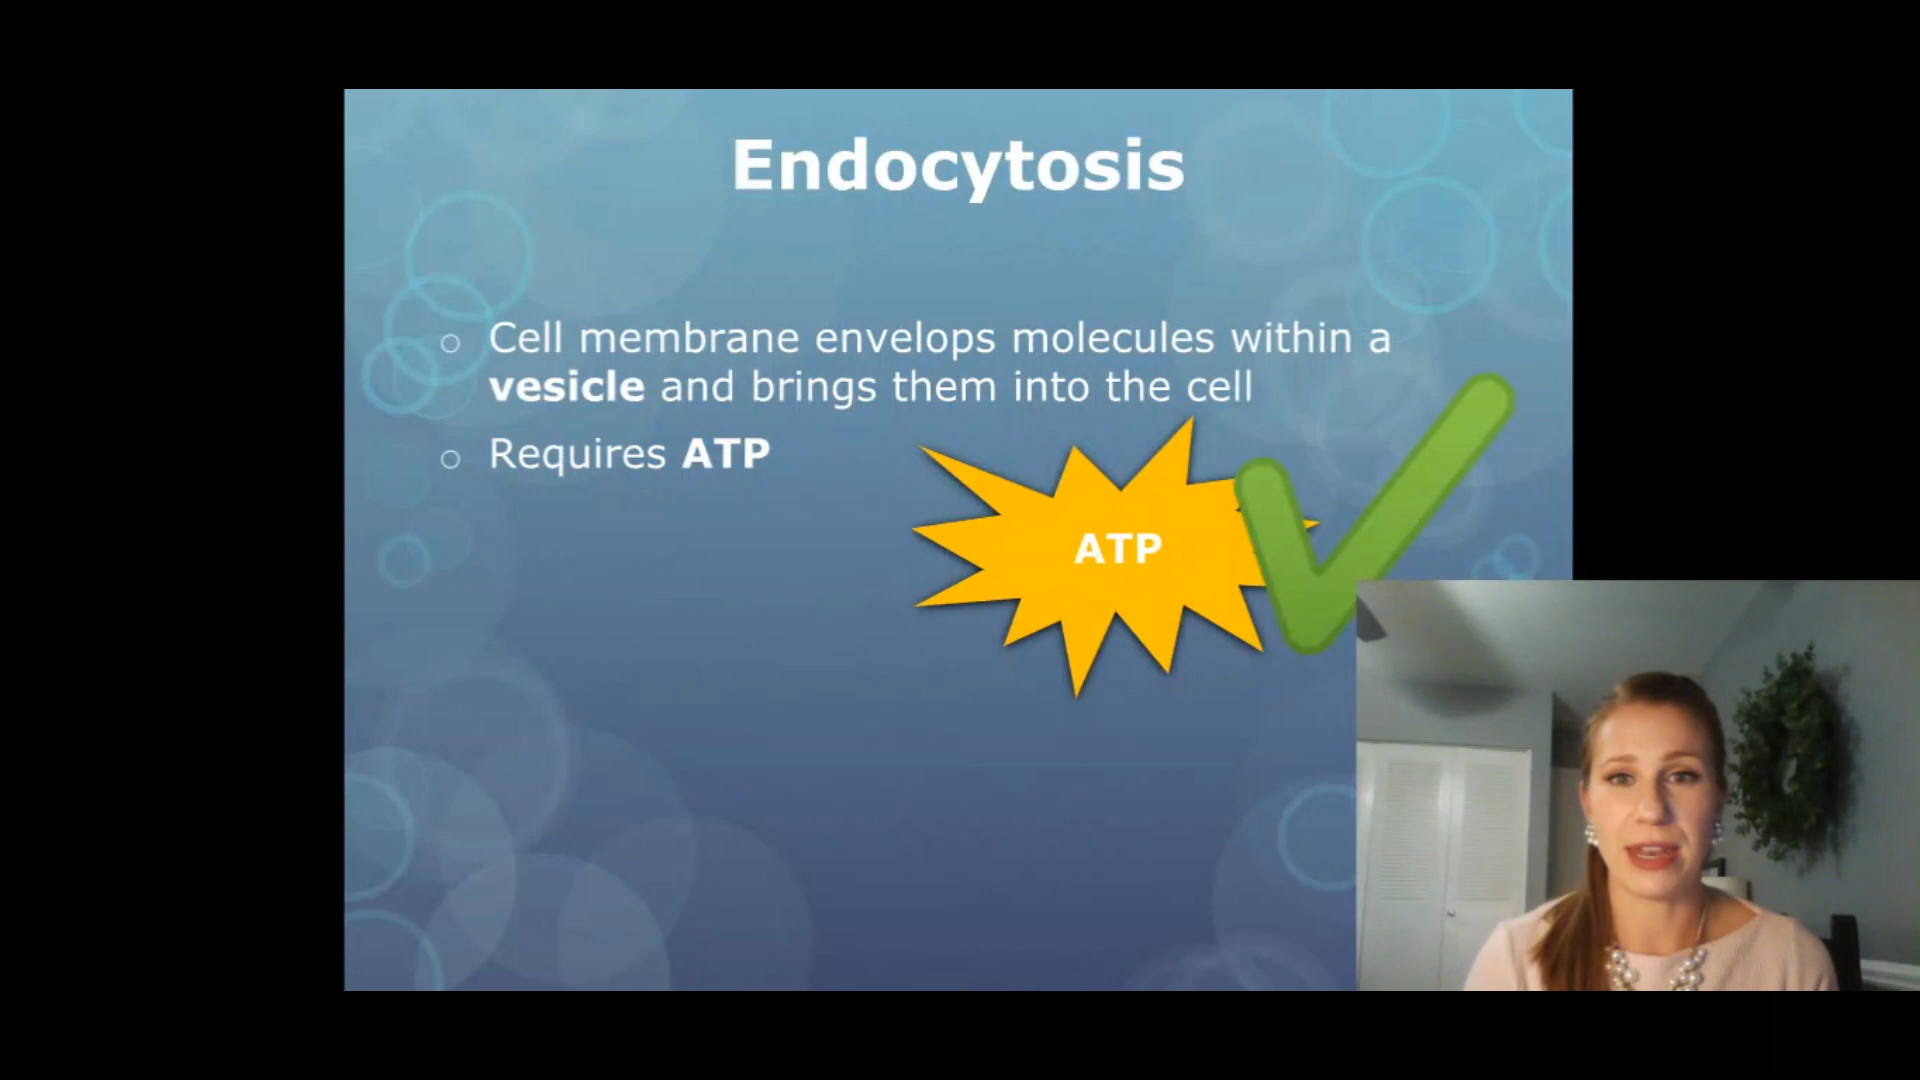 Endocytosis
Cell membrane envelops molecules within a
vesicle and brings them into the cell
Requires ATP
ATP